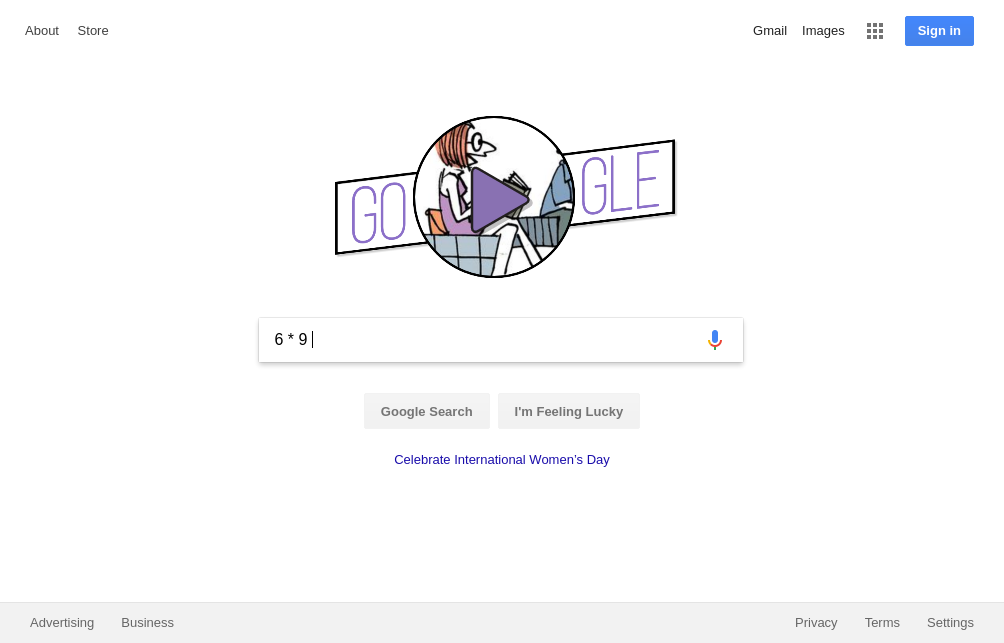 About Store
Gmail Images Sign in
GO GLE
6 * 9
Google Search I'm Feeling Lucky
Celebrate International Women's Day
Advertising Business
Privacy Terms Settings